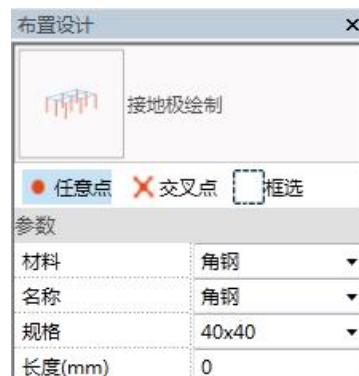 布置设计
接地极绘制
任意点 交叉点 框选
参数
材料 角钢
名称 角钢
规格 40x40
长度(mm) 0